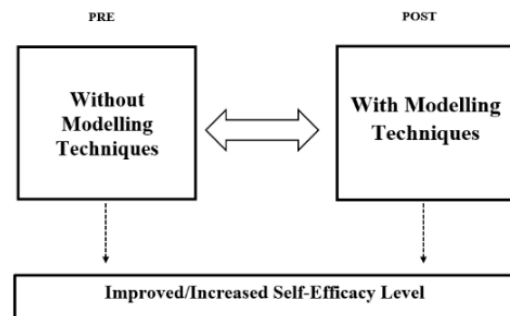 PRE
POST
Without
Modelling
Techniques
With Modelling
Techniques
Improved/Increased Self-Efficacy Level